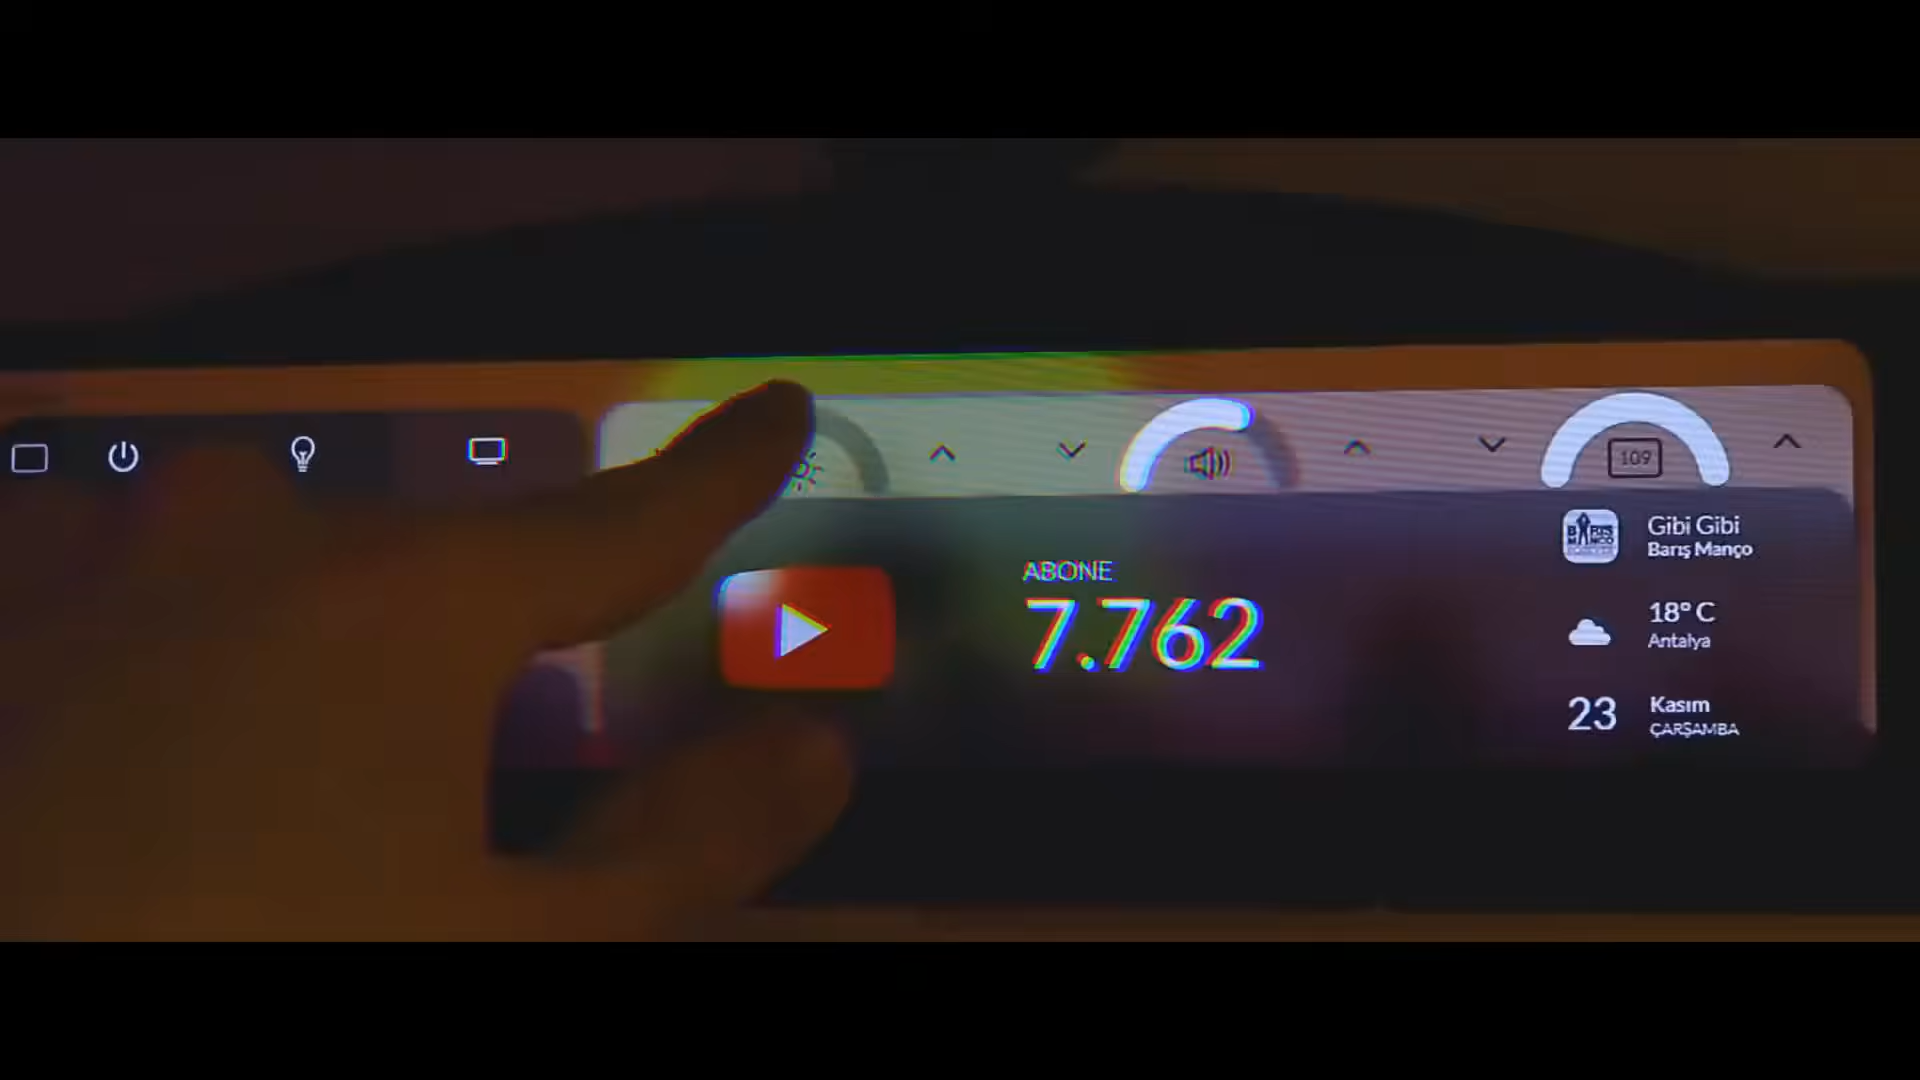 109
Gibi Gibi
Barış Manço
ABONE
7.762
18° C
Antalya
23
Kasım
ÇARŞAMBA